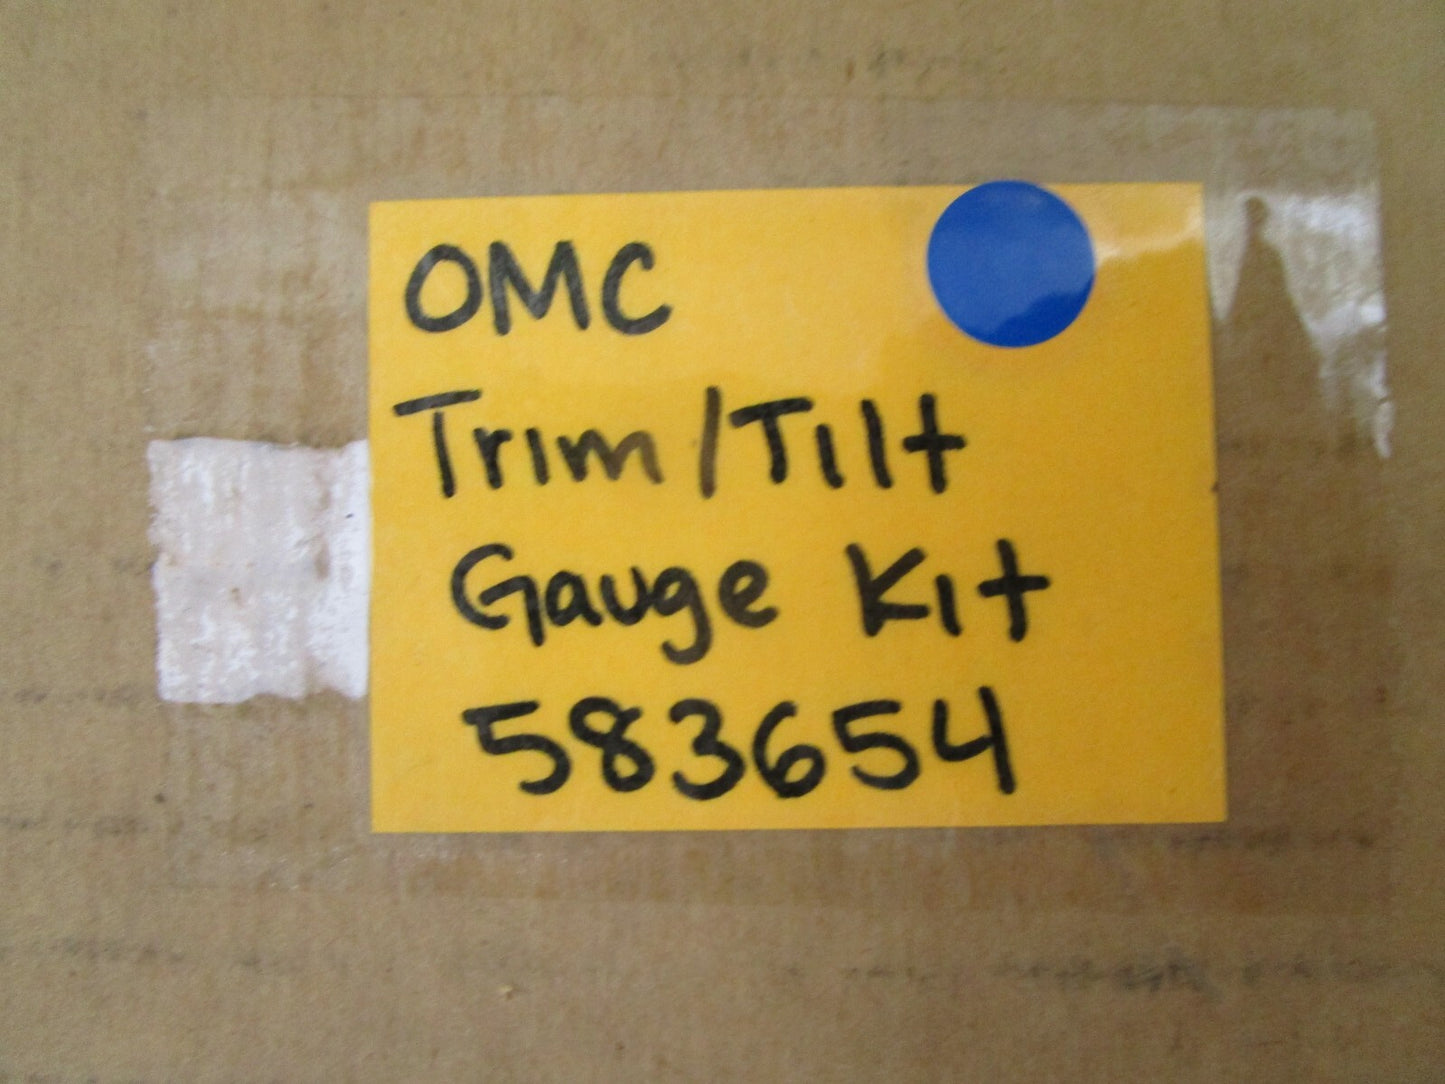 OMC
Trim/Tilt
Gauge Kit
583654